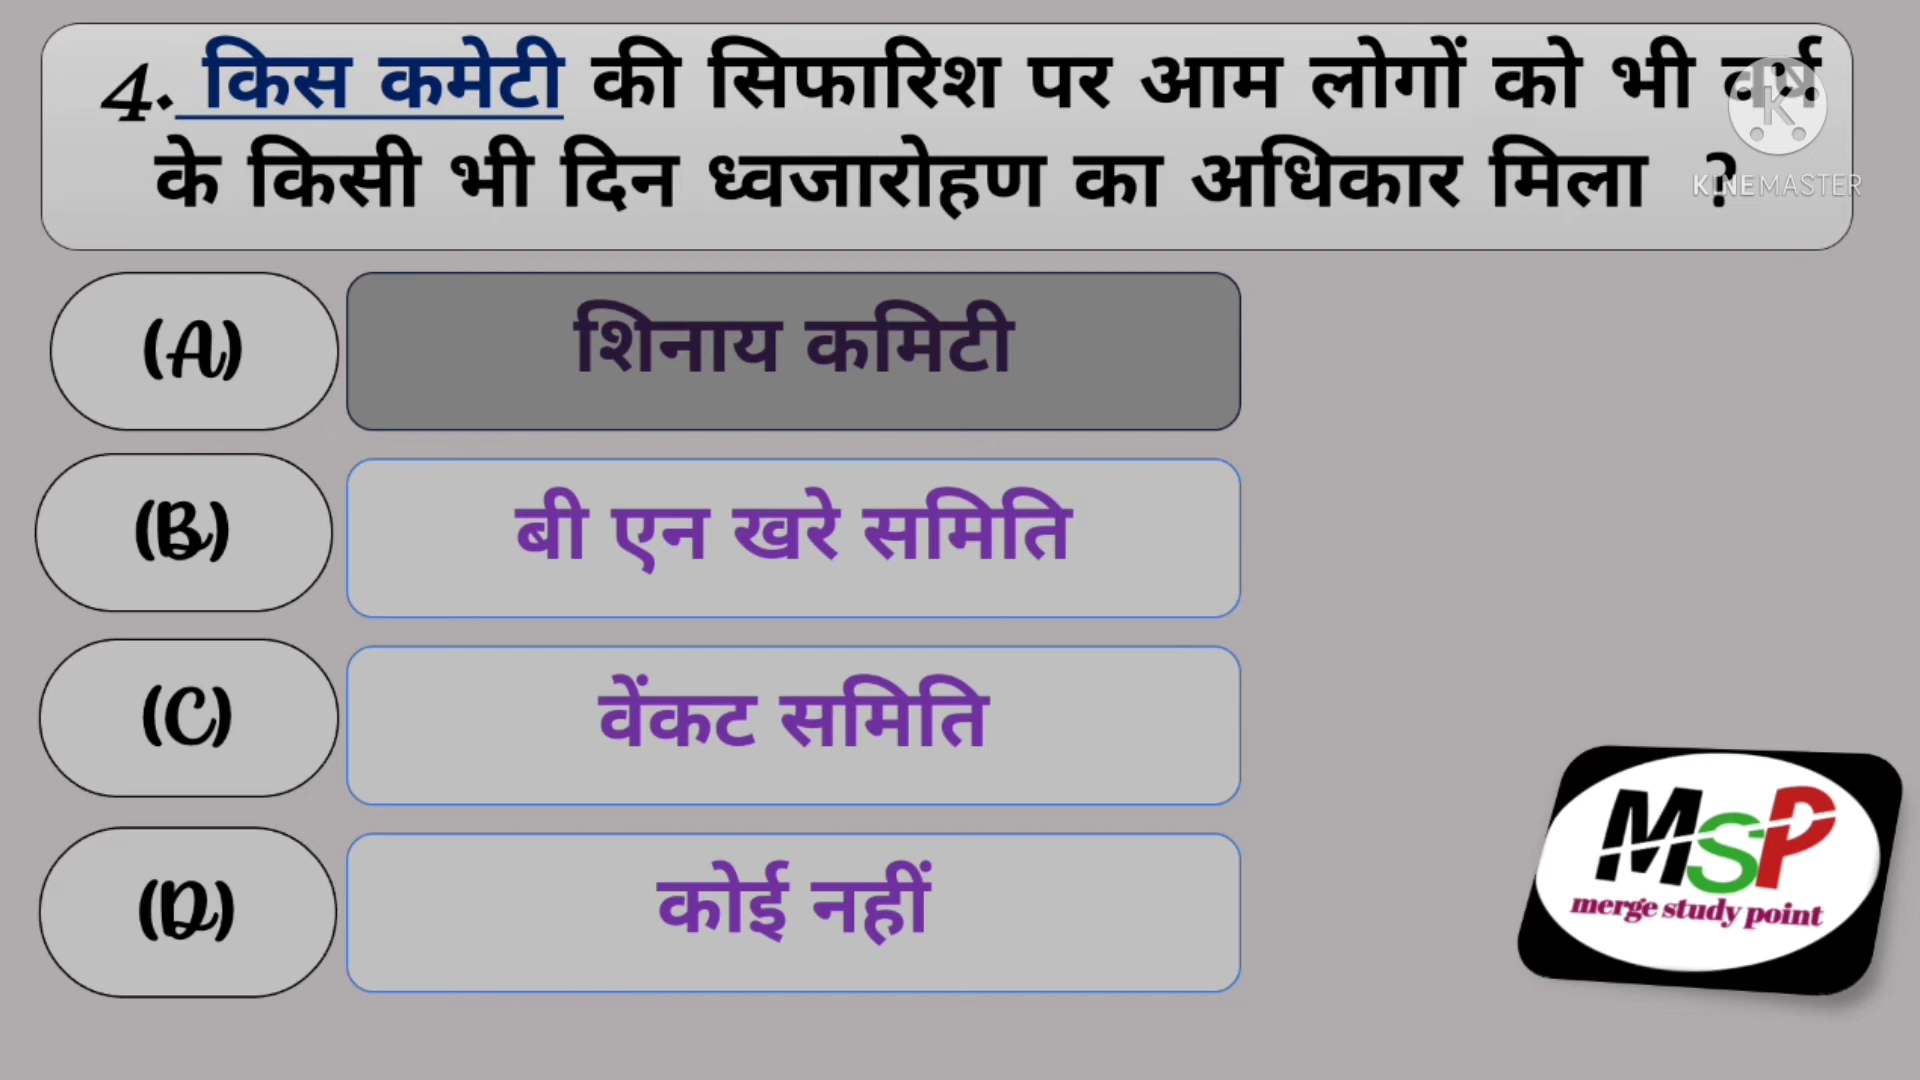 4. किस कमेटी की सिफारिश पर आम लोगों को भी वर्ष
के किसी भी दिन ध्वजारोहण का अधिकार मिला ?
KINEMASTER
(A) शिनाय कमिटी
(B) बी एन खरे समिति
(C) वेंकट समिति
(D) कोई नहीं
MSP
merge study point